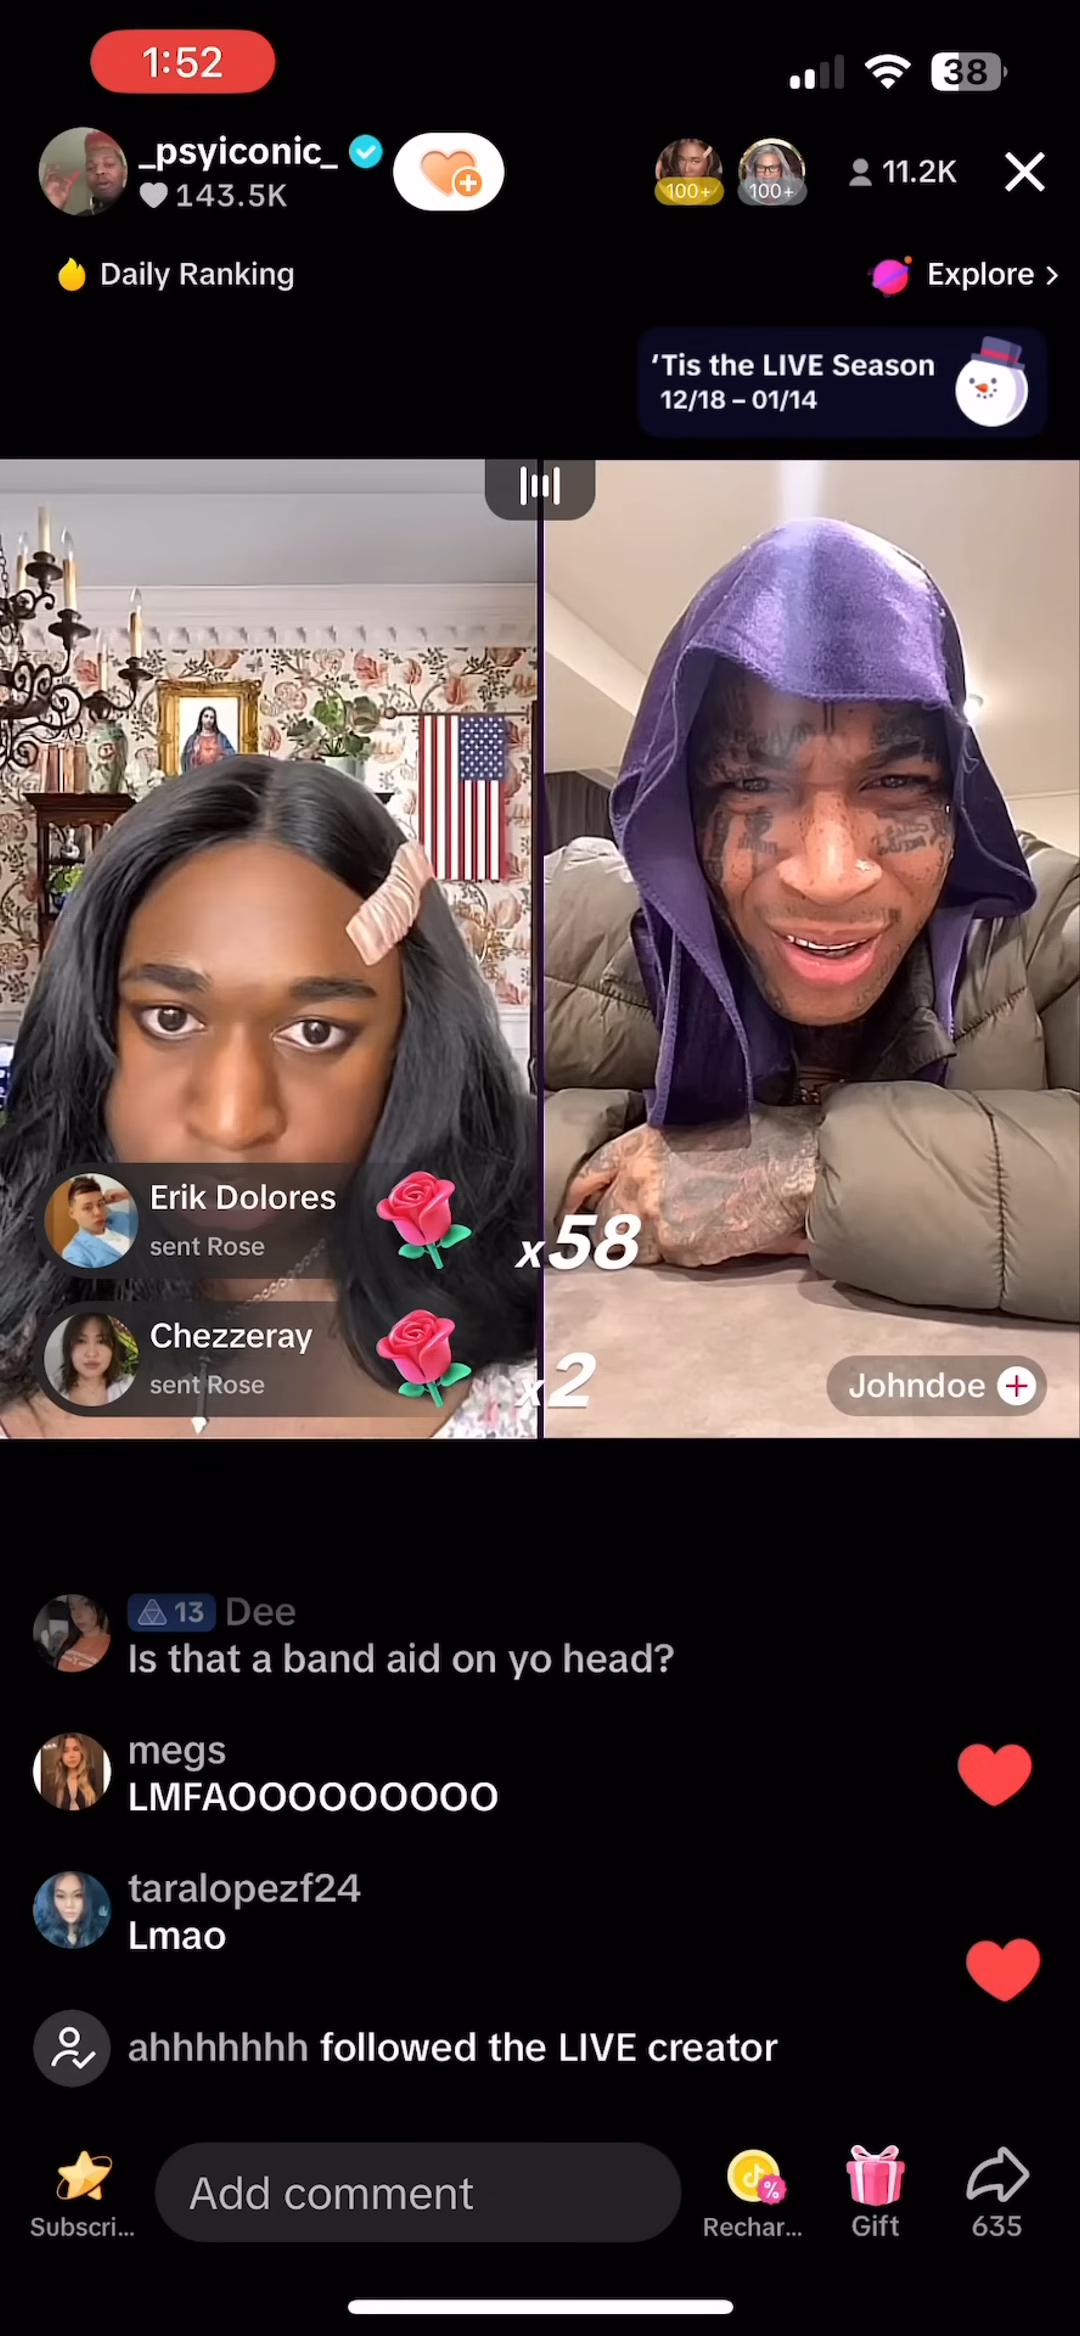 1:52
38
_psyiconic_
143.5K
100+
100+
11.2K
Daily Ranking
Explore >
'Tis the LIVE Season
12/18 – 01/14
Erik Dolores
sent Rose
x58
Chezzeray
sent Rose
x2
Johndoe
13 Dee
Is that a band aid on yo head?
megs
LMFAOOOOOOOOO
taralopezf24
Lmao
ahhhhhhh followed the LIVE creator
Add comment
Subscri...
Rechar...
Gift
635